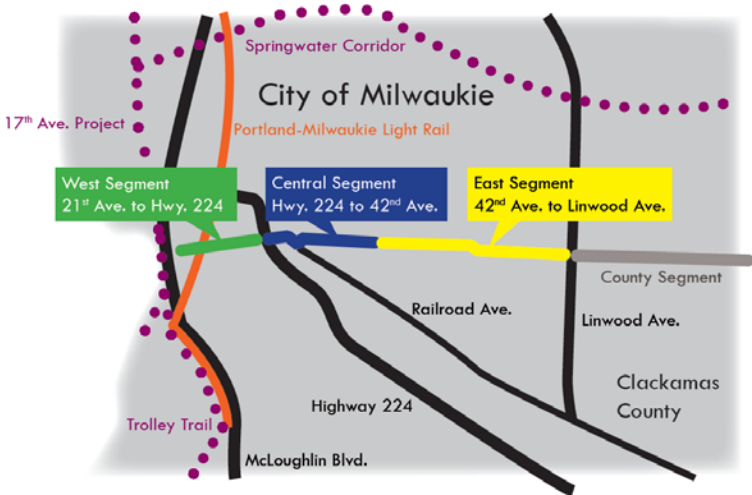 Springwater Corridor
City of Milwaukie
17th Ave. Project
Portland-Milwaukie Light Rail
West Segment
21st Ave. to Hwy. 224
Central Segment
Hwy. 224 to 42nd Ave.
East Segment
42nd Ave. to Linwood Ave.
County Segment
Railroad Ave.
Linwood Ave.
Clackamas
County
Highway 224
Trolley Trail
McLoughlin Blvd.